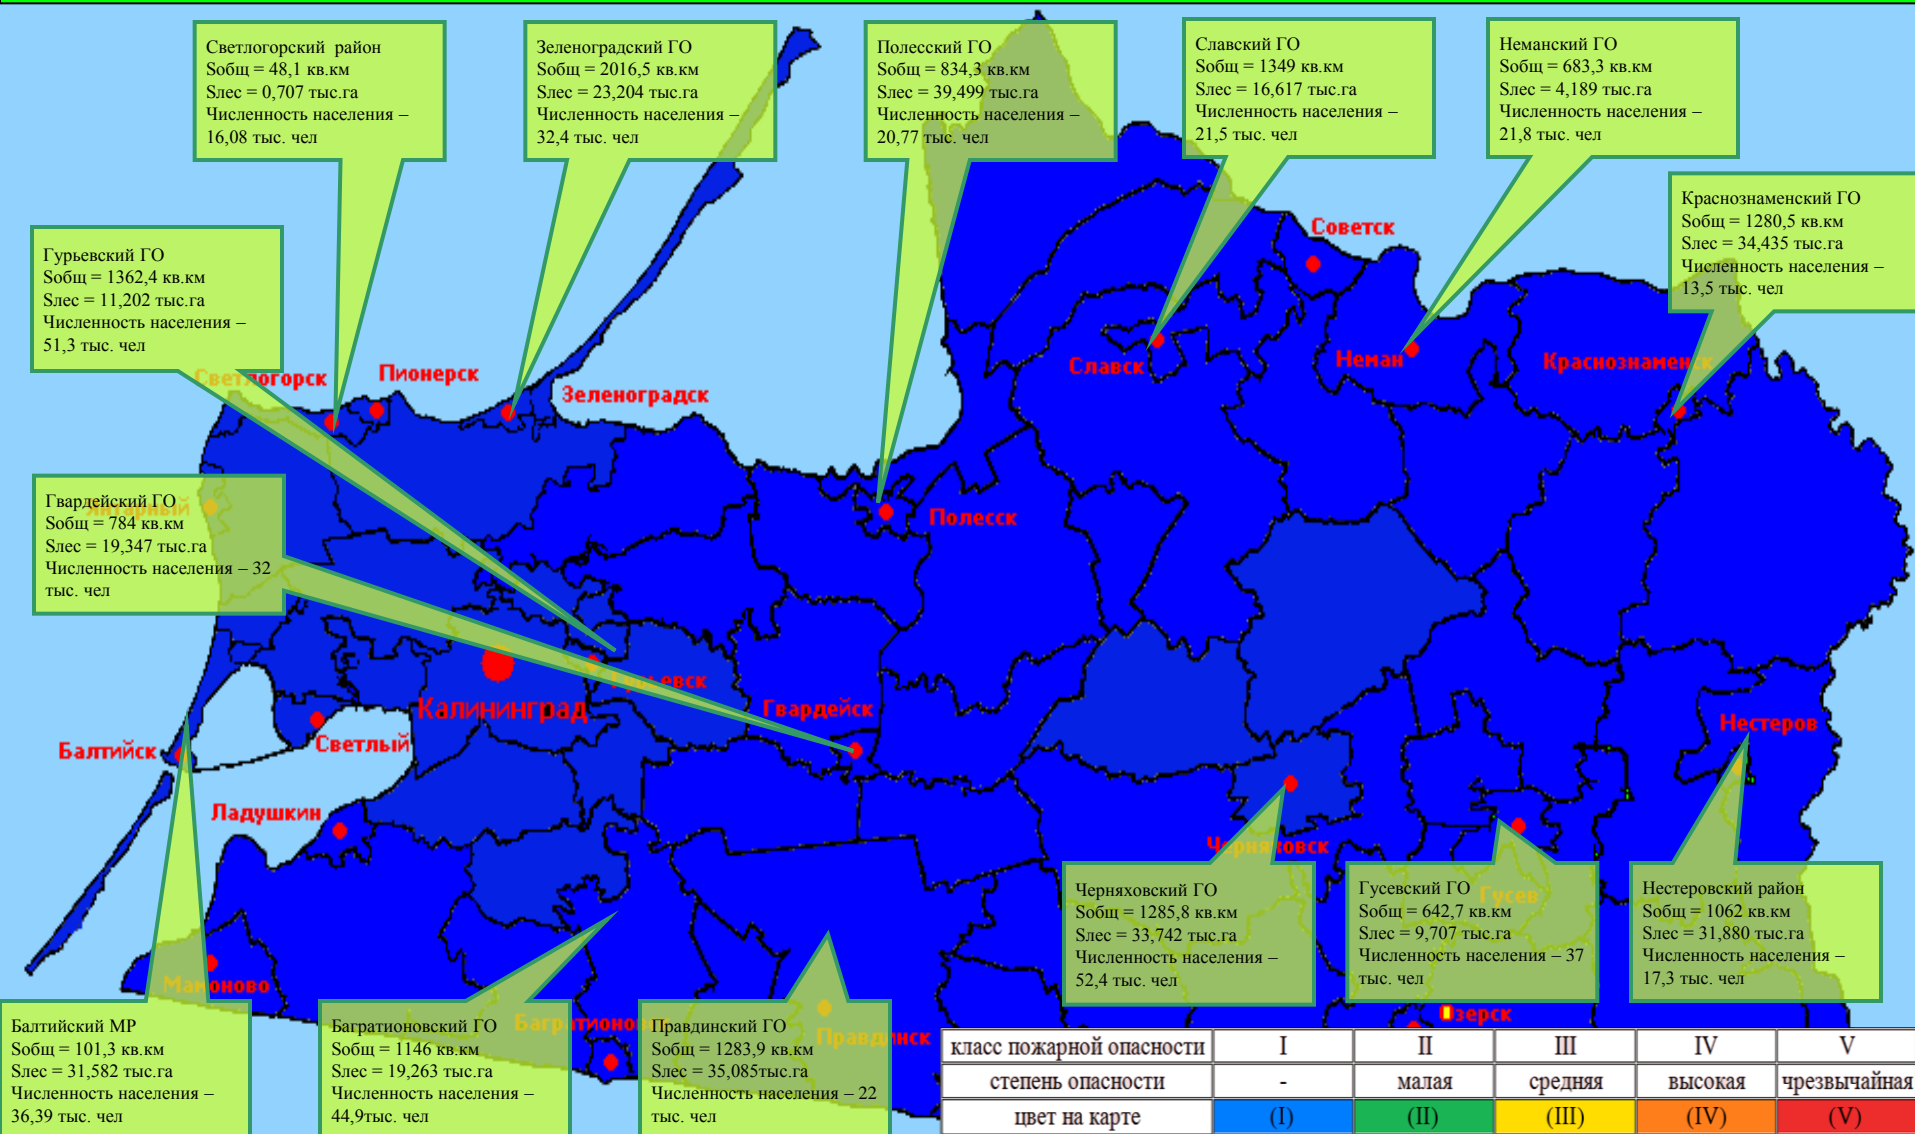 Светлогорский район
Sобщ = 48,1 кв.км
Sлес = 0,707 тыс.га
Численность населения –
16,08 тыс. чел
Зеленоградский ГО
Sобщ = 2016,5 кв.км
Sлес = 23,204 тыс.га
Численность населения –
32,4 тыс. чел
Полесский ГО
Sобщ = 834,3 кв.км
Sлес = 39,499 тыс.га
Численность населения –
20,77 тыс. чел
Славский ГО
Sобщ = 1349 кв.км
Sлес = 16,617 тыс.га
Численность населения –
21,5 тыс. чел
Неманский ГО
Sобщ = 683,3 кв.км
Sлес = 4,189 тыс.га
Численность населения –
21,8 тыс. чел
Краснознаменский ГО
Sобщ = 1280,5 кв.км
Sлес = 34,435 тыс.га
Численность населения –
13,5 тыс. чел
Гурьевский ГО
Sобщ = 1362,4 кв.км
Sлес = 11,202 тыс.га
Численность населения –
51,3 тыс. чел
Советск
Славск
Неман
Краснознаменск
Светлогорск
Пионерск
Зеленоградск
Гвардейский ГО
Sобщ = 784 кв.км
Sлес = 19,347 тыс.га
Численность населения – 32
тыс. чел
Янтарный
Полесск
Гурьевск
Калининград
Гвардейск
Нестеров
Балтийск
Светлый
Ладушкин
Черняховск
Черняховский ГО
Sобщ = 1285,8 кв.км
Sлес = 33,742 тыс.га
Численность населения –
52,4 тыс. чел
Гусевский ГО
Sобщ = 642,7 кв.км
Sлес = 9,707 тыс.га
Численность населения – 37
тыс. чел
Гусев
Нестеровский район
Sобщ = 1062 кв.км
Sлес = 31,880 тыс.га
Численность населения –
17,3 тыс. чел
Мамоново
Багратионовск
Правдинск
Озерск
Балтийский МР
Sобщ = 101,3 кв.км
Sлес = 31,582 тыс.га
Численность населения –
36,39 тыс. чел
Багратионовский ГО
Sобщ = 1146 кв.км
Sлес = 19,263 тыс.га
Численность населения –
44,9тыс. чел
Правдинский ГО
Sобщ = 1283,9 кв.км
Sлес = 35,085тыс.га
Численность населения – 22
тыс. чел
класс пожарной опасности I II III IV V
степень опасности - малая средняя высокая чрезвычайная
цвет на карте (I) (II) (III) (IV) (V)